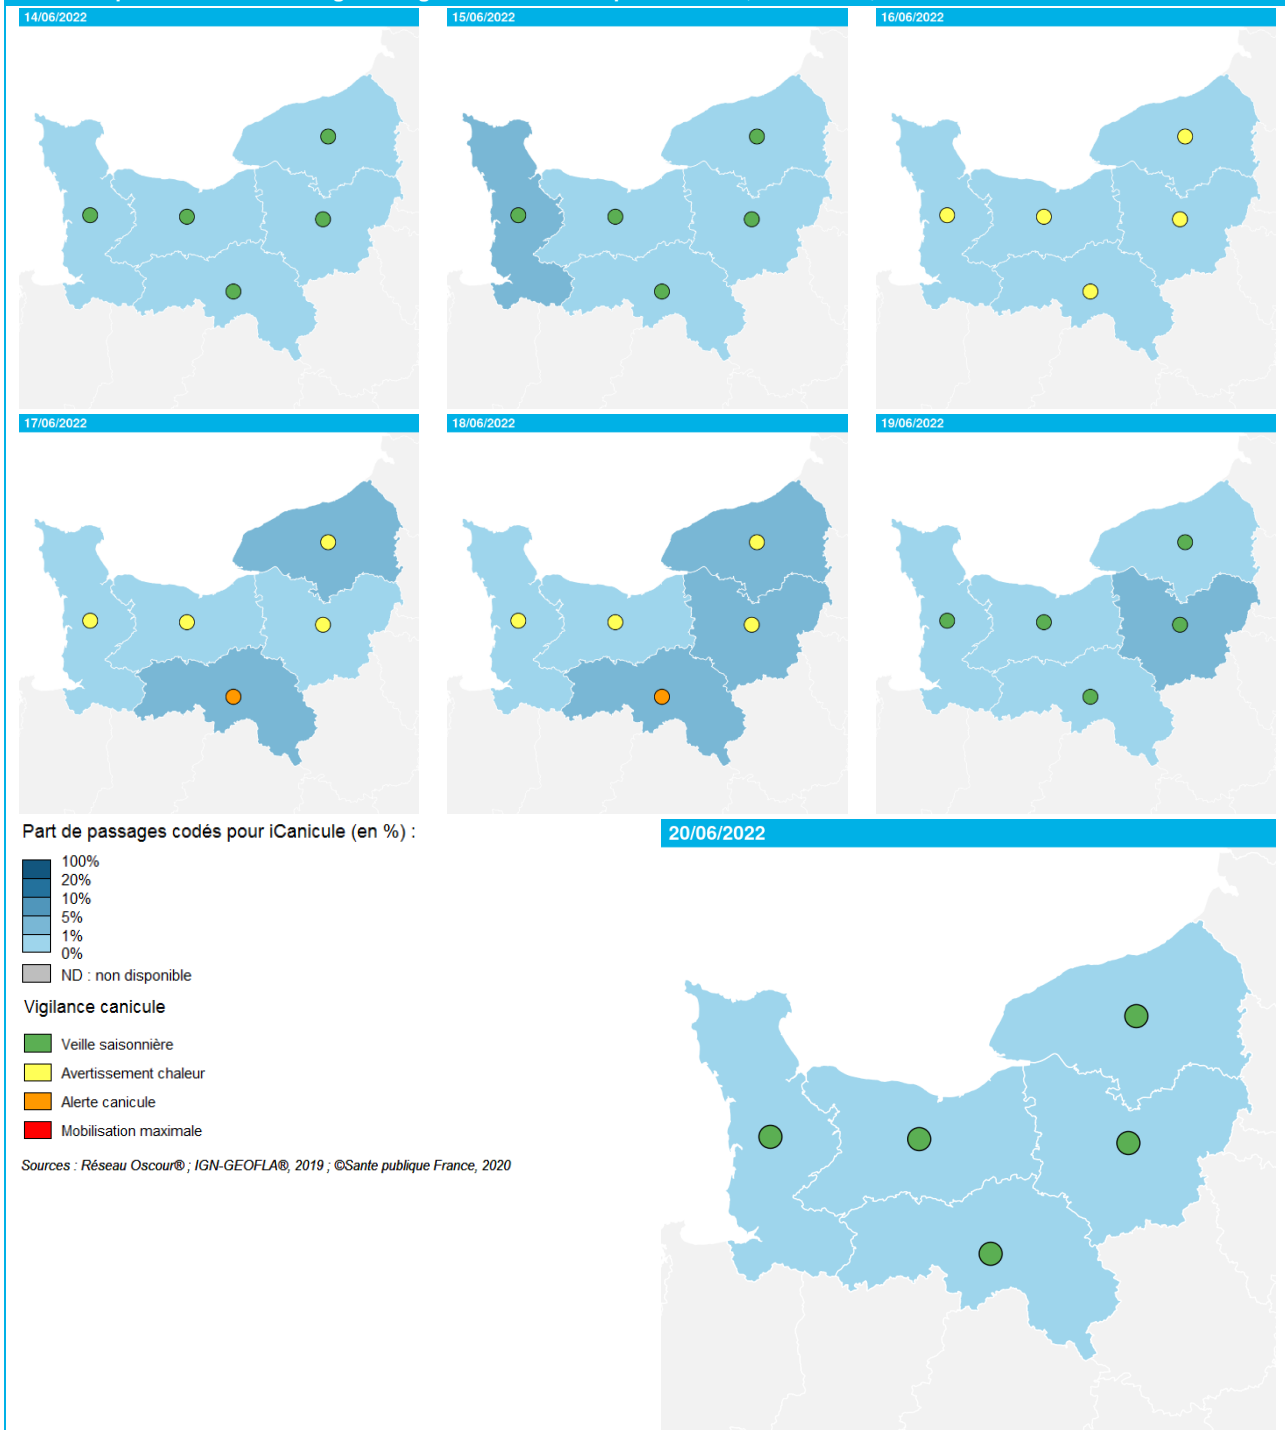 14/06/2022
15/06/2022
16/06/2022
17/06/2022
18/06/2022
19/06/2022
Part de passages codés pour iCanicule (en %) :
100%
20%
10%
5%
1%
0%
ND : non disponible
Vigilance canicule
Veille saisonnière
Avertissement chaleur
Alerte canicule
Mobilisation maximale
Sources : Réseau Oscour® ; IGN-GEOFLA®, 2019 ; ©Sante publique France, 2020
20/06/2022